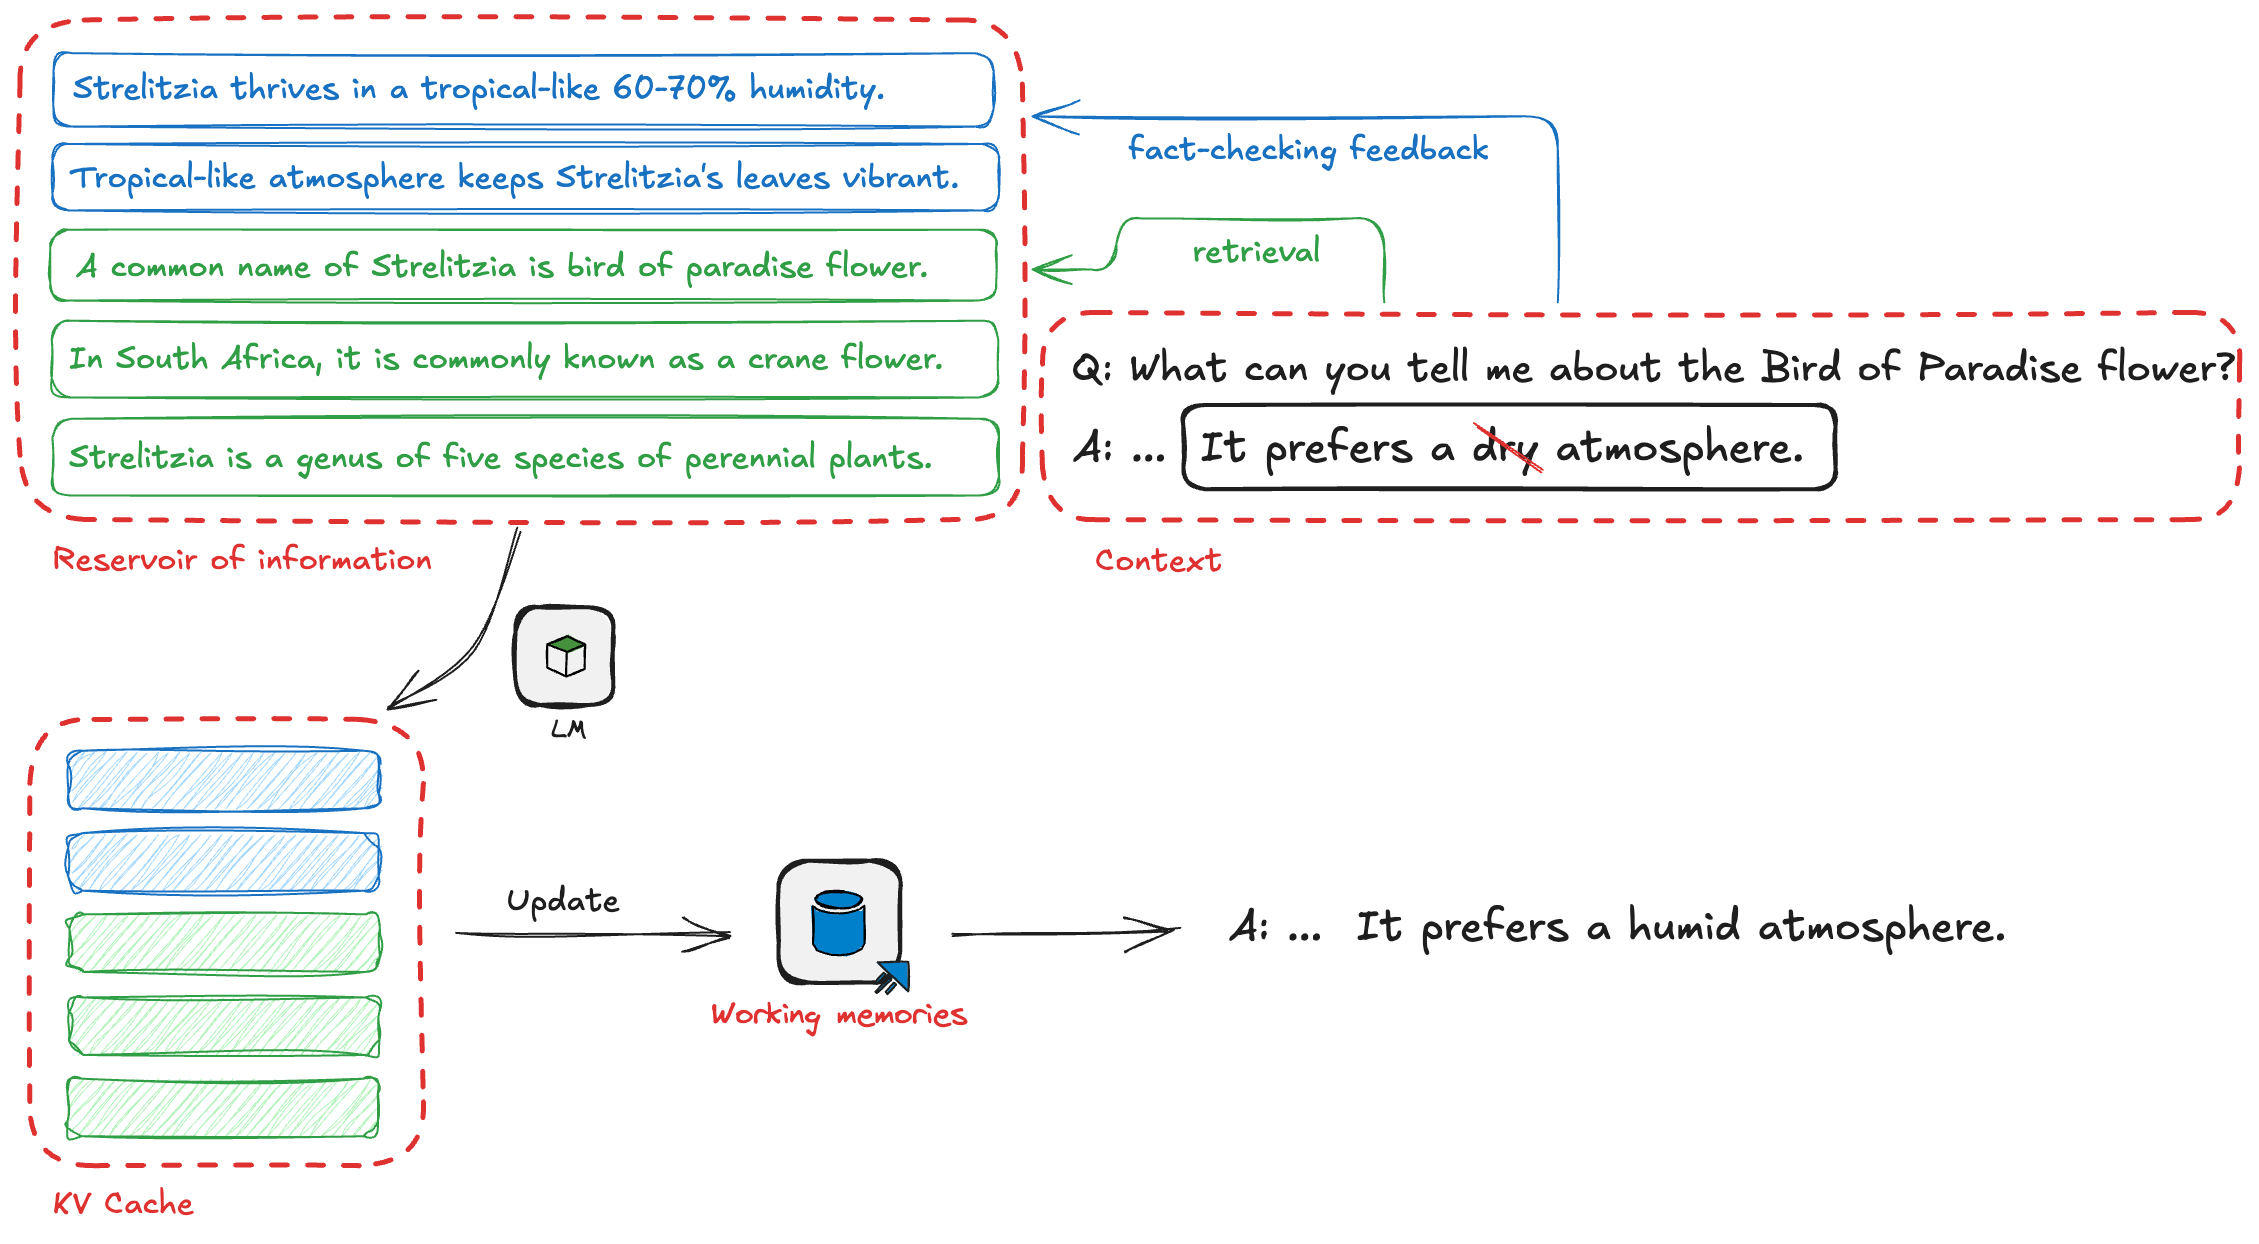 Strelitzia thrives in a tropical-like 60-70% humidity.
Tropical-like atmosphere keeps Strelitzia's leaves vibrant.
A common name of Strelitzia is bird of paradise flower.
In South Africa, it is commonly known as a crane flower.
Strelitzia is a genus of five species of perennial plants.
Reservoir of information
fact-checking feedback
retrieval
Q: What can you tell me about the Bird of Paradise flower?
A: ... It prefers a dry atmosphere.
Context
LM
KV Cache
Update
Working memories
A: ... It prefers a humid atmosphere.